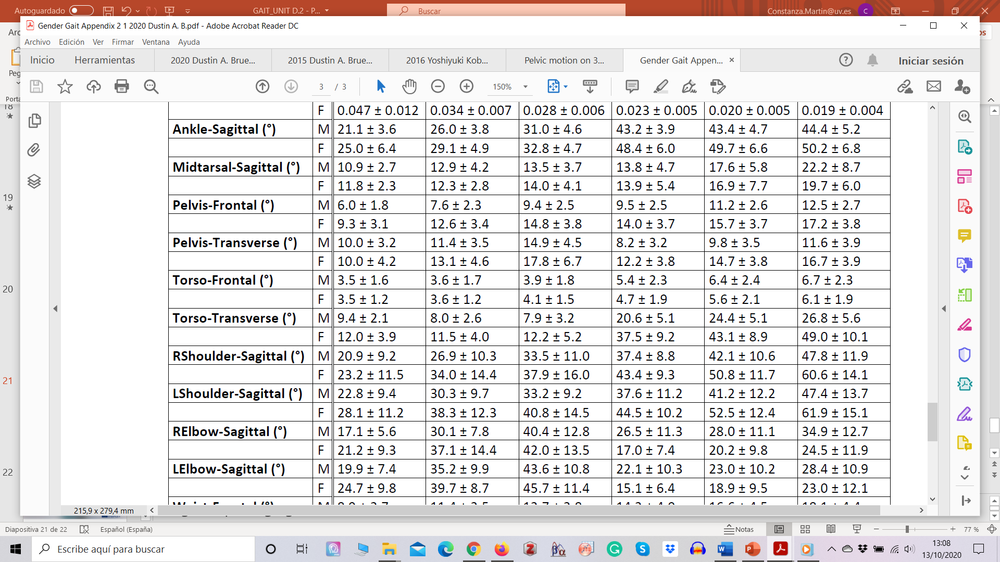 Autoguardado
GAIT_UNIT D.2 - P...
Buscar
Constanza.Martin@uv.es
C
Gender Gait Appendix 2 1 2020 Dustin A. B.pdf - Adobe Acrobat Reader DC
Archivo Edición Ver Firmar Ventana Ayuda
Inicio Herramientas 2020 Dustin A. Brue... 2015 Dustin A. Brue... 2016 Yoshiyuki Kob... Pelvic motion on 3... Gender Gait Appen... × Iniciar sesión
3 / 3 150%
F 0.047 ± 0.012 0.034 ± 0.007 0.028 ± 0.006 0.023 ± 0.005 0.020 ± 0.005 0.019 ± 0.004
Ankle-Sagittal (°) M 21.1 ± 3.6 26.0 ± 3.8 31.0 ± 4.6 43.2 ± 3.9 43.4 ± 4.7 44.4 ± 5.2
F 25.0 ± 6.4 29.1 ± 4.9 32.8 ± 4.7 48.4 ± 6.0 49.7 ± 6.6 50.2 ± 6.8
Midtarsal-Sagittal (°) M 10.9 ± 2.7 12.9 ± 4.2 13.5 ± 3.7 13.8 ± 4.7 17.6 ± 5.8 22.2 ± 8.7
F 11.8 ± 2.3 12.3 ± 2.8 14.0 ± 4.1 13.9 ± 5.4 16.9 ± 7.7 19.7 ± 6.0
Pelvis-Frontal (°) M 6.0 ± 1.8 7.6 ± 2.3 9.4 ± 2.5 9.5 ± 2.5 11.2 ± 2.6 12.5 ± 2.7
F 9.3 ± 3.1 12.6 ± 3.4 14.8 ± 3.8 14.0 ± 3.7 15.7 ± 3.7 17.2 ± 3.8
Pelvis-Transverse (°) M 10.0 ± 3.2 11.4 ± 3.5 14.9 ± 4.5 8.2 ± 3.2 9.8 ± 3.5 11.6 ± 3.9
F 10.0 ± 4.2 13.1 ± 4.6 17.8 ± 6.7 12.2 ± 3.8 14.7 ± 3.8 16.7 ± 3.9
Torso-Frontal (°) M 3.5 ± 1.6 3.6 ± 1.7 3.9 ± 1.8 5.4 ± 2.3 6.4 ± 2.4 6.7 ± 2.3
F 3.5 ± 1.2 3.6 ± 1.2 4.1 ± 1.5 4.7 ± 1.9 5.6 ± 2.1 6.1 ± 1.9
Torso-Transverse (°) M 9.4 ± 2.1 8.0 ± 2.6 7.9 ± 3.2 20.6 ± 5.1 24.4 ± 5.1 26.8 ± 5.6
F 12.0 ± 3.9 11.5 ± 4.0 12.2 ± 5.2 37.5 ± 9.2 43.1 ± 8.9 49.0 ± 10.1
RShoulder-Sagittal (°) M 20.9 ± 9.2 26.9 ± 10.3 33.5 ± 11.0 37.4 ± 8.8 42.1 ± 10.6 47.8 ± 11.9
F 23.2 ± 11.5 34.0 ± 14.4 37.9 ± 16.0 43.4 ± 9.3 50.8 ± 11.7 60.6 ± 14.1
LShoulder-Sagittal (°) M 22.8 ± 9.4 30.3 ± 9.7 33.2 ± 9.2 37.6 ± 11.2 41.2 ± 12.2 47.4 ± 13.7
F 28.1 ± 11.2 38.3 ± 12.3 40.8 ± 14.5 44.5 ± 10.2 52.5 ± 12.4 61.9 ± 15.1
RElbow-Sagittal (°) M 17.1 ± 5.6 30.1 ± 7.8 40.4 ± 12.8 26.5 ± 11.3 28.0 ± 11.1 34.9 ± 12.7
F 21.2 ± 9.3 37.1 ± 14.4 42.0 ± 13.5 17.0 ± 7.4 20.2 ± 9.8 24.5 ± 11.9
LElbow-Sagittal (°) M 19.9 ± 7.4 35.2 ± 9.9 43.6 ± 10.8 22.1 ± 10.3 23.0 ± 10.2 28.4 ± 10.9
F 24.7 ± 9.8 39.7 ± 8.7 45.7 ± 11.4 15.1 ± 6.4 18.9 ± 9.5 23.0 ± 12.1
215,9 x 279,4 mm
Arc
Peg
Porta
18
19
20
21
22
Diapositiva 21 de 22 Español (España) Notas 77 %
Escribe aquí para buscar
13:08
13/10/2020